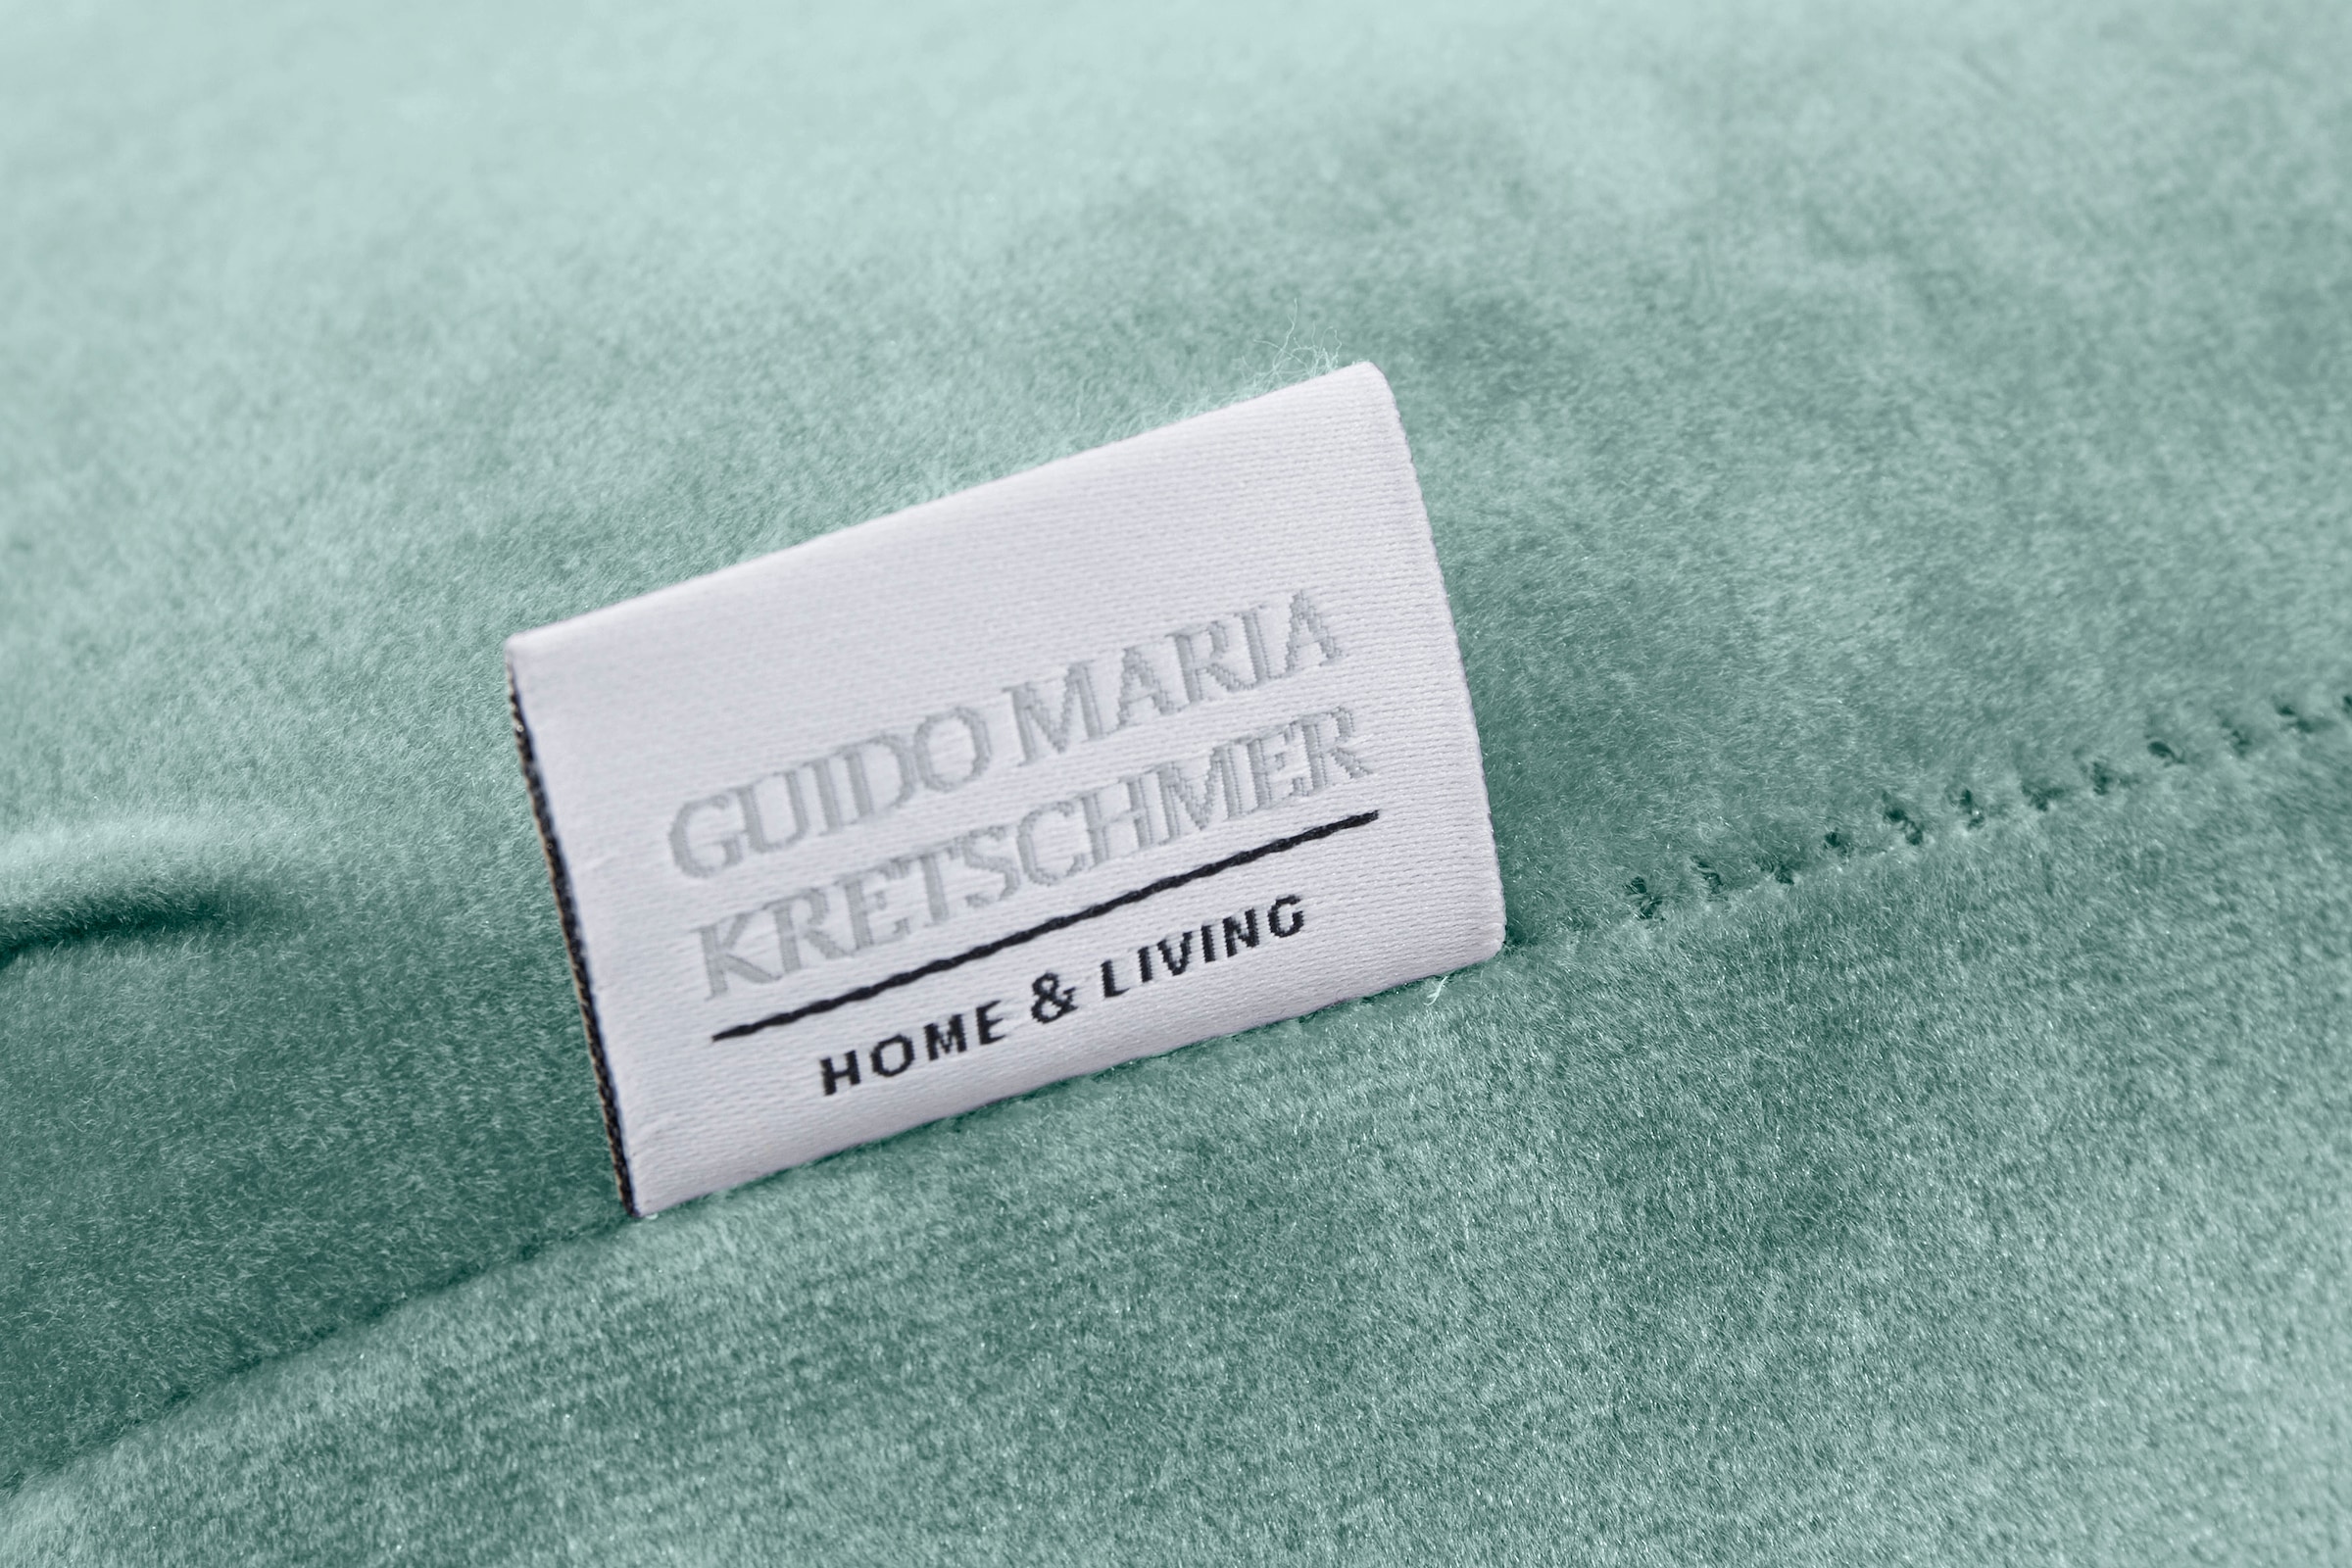 GUIDO MARIA
KRETSCHMER
HOME & LIVING